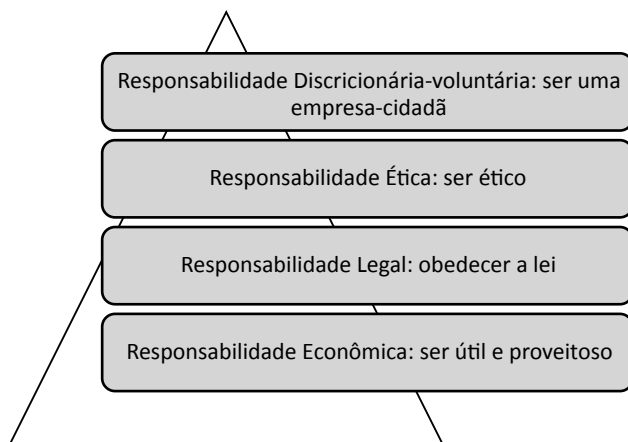 Responsabilidade Discricionária-voluntária: ser uma
empresa-cidadã
Responsabilidade Ética: ser ético
Responsabilidade Legal: obedecer a lei
Responsabilidade Econômica: ser útil e proveitoso